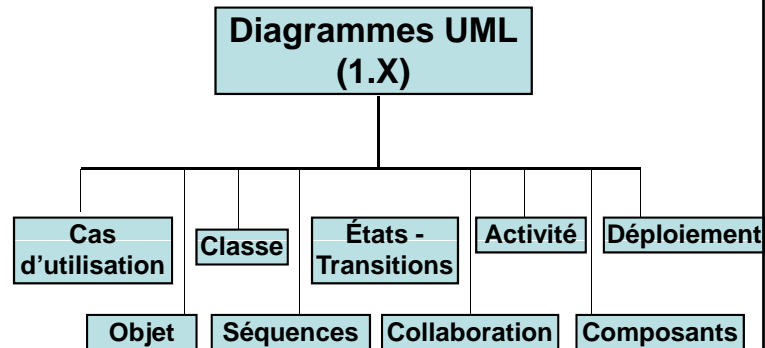 Diagrammes UML
(1.X)
Cas
d'utilisation
Classe
États -
Transitions
Activité
Déploiement
Objet
Séquences
Collaboration
Composants